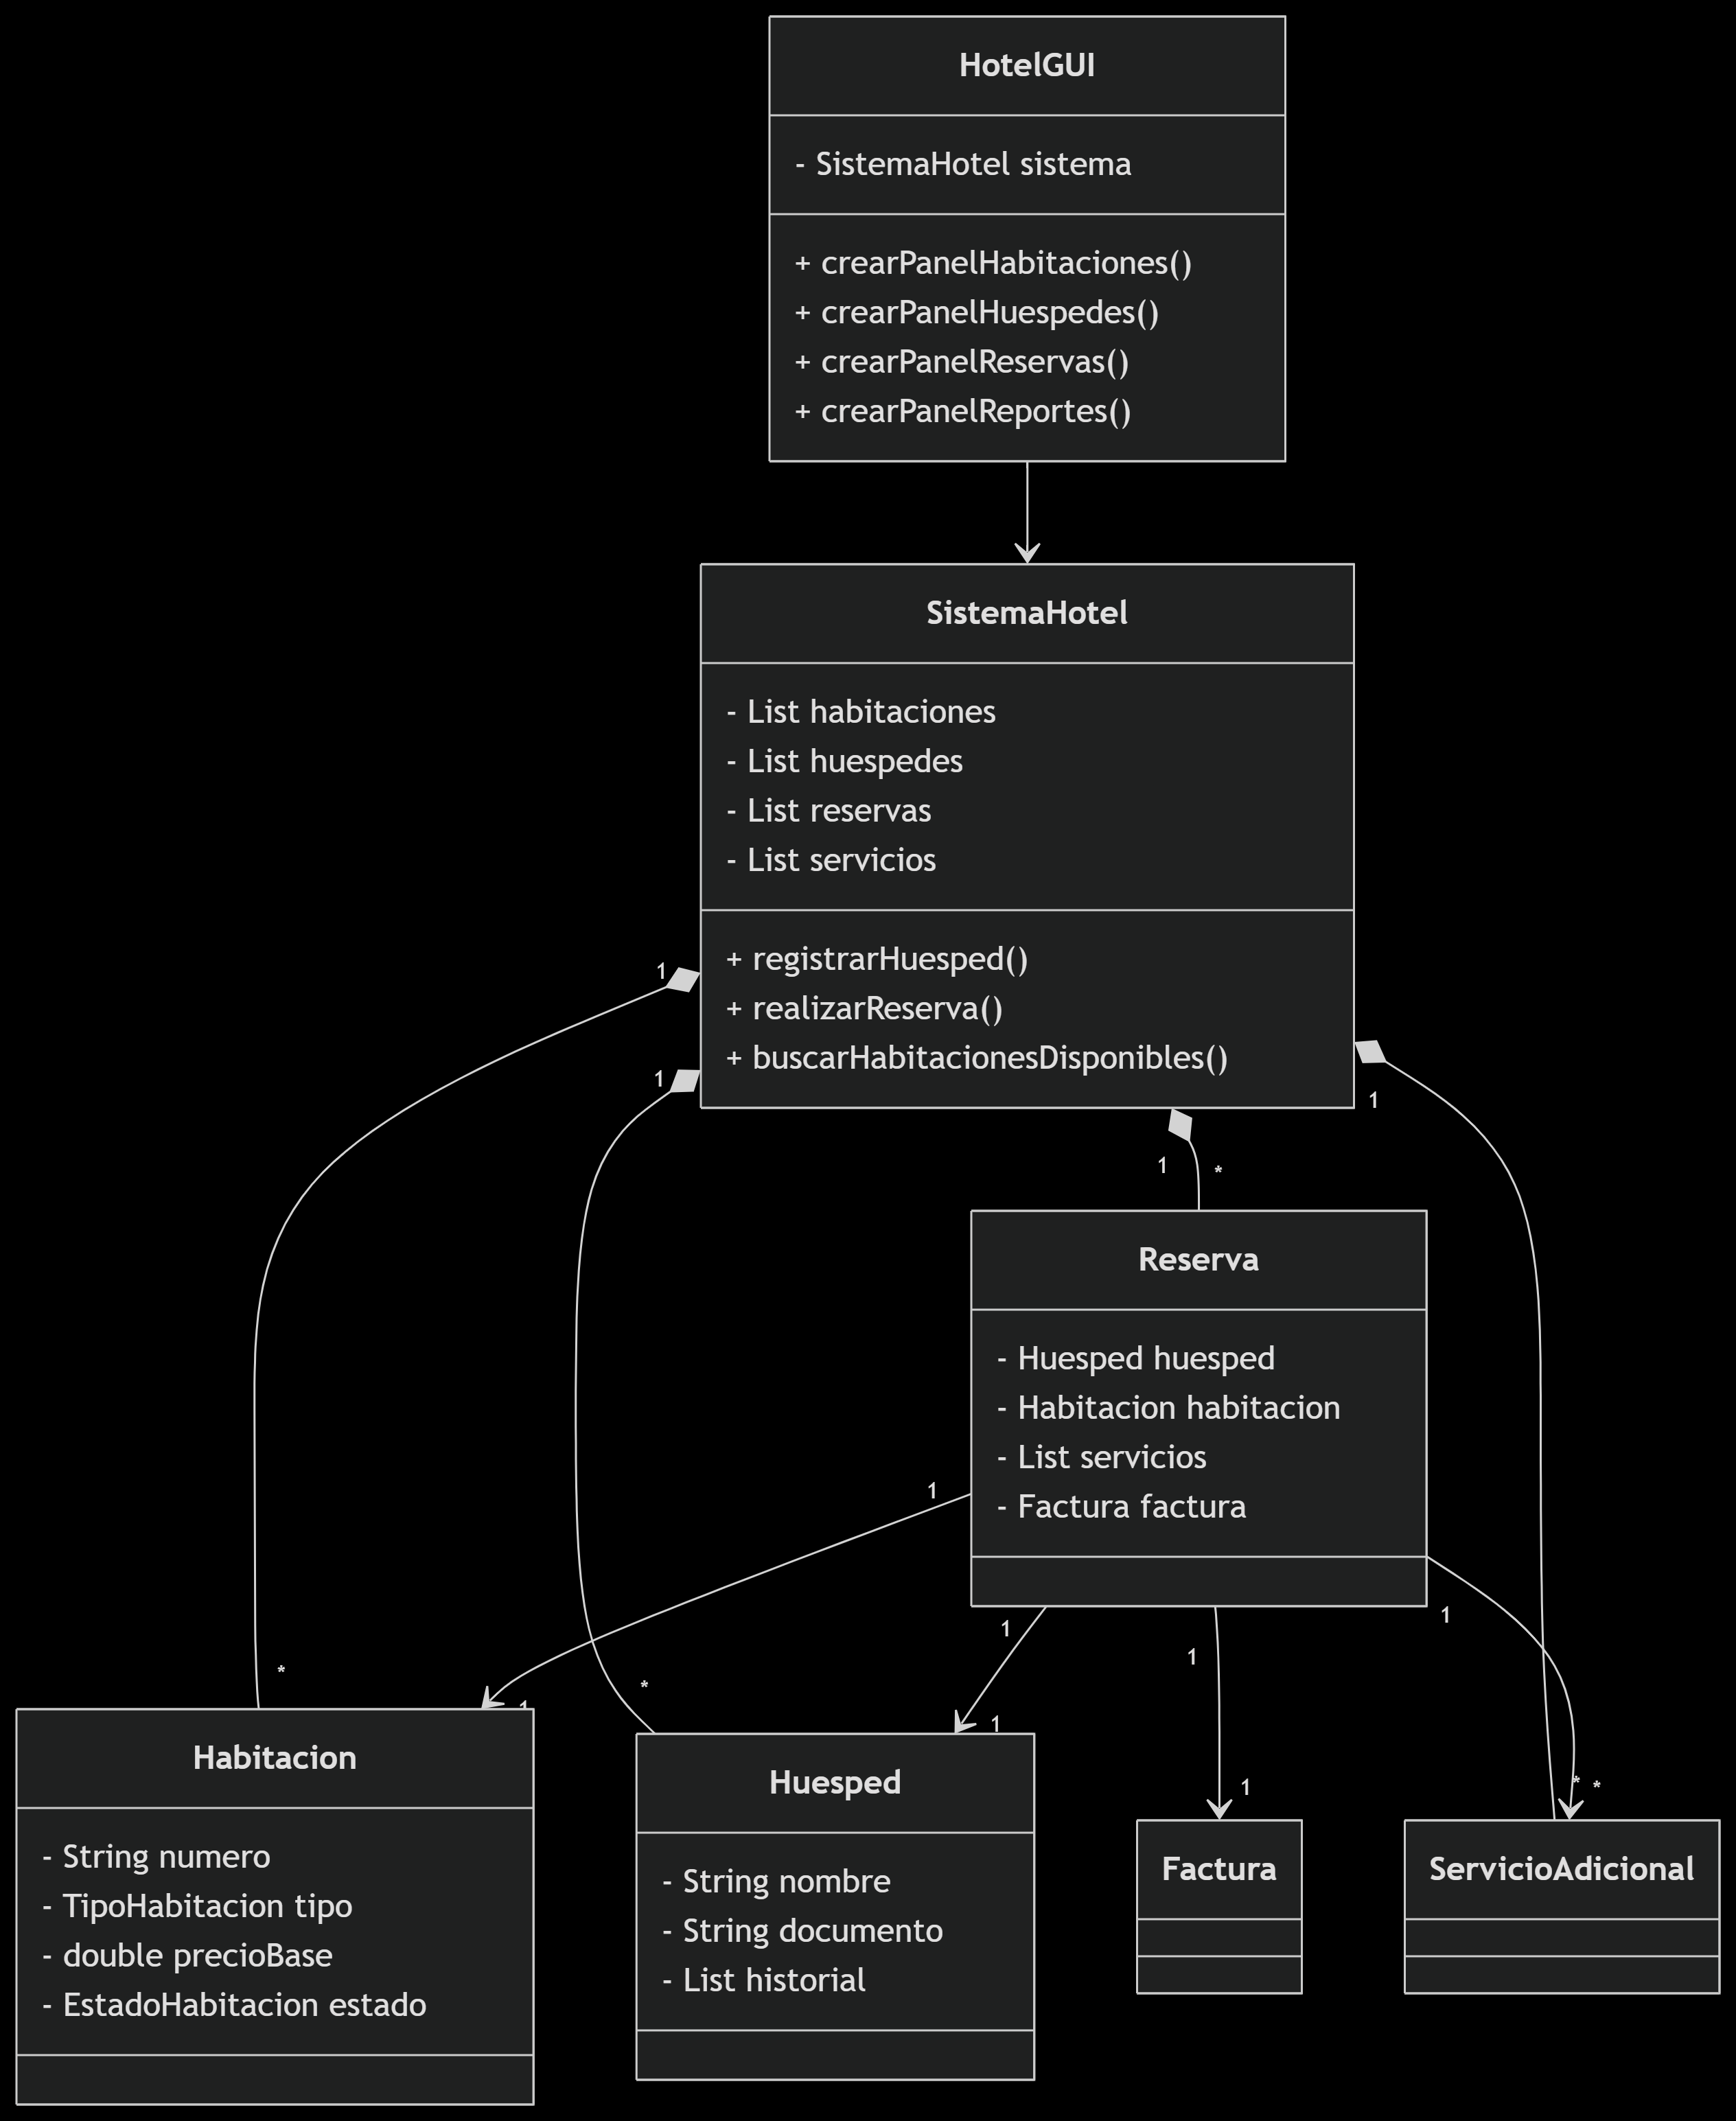 HotelGUI
- SistemaHotel sistema
+ crearPanelHabitaciones()
+ crearPanelHuespedes()
+ crearPanelReservas()
+ crearPanelReportes()
SistemaHotel
- List habitaciones
- List huespedes
- List reservas
- List servicios
+ registrarHuesped()
+ realizarReserva()
+ buscarHabitacionesDisponibles()
1
1
1
1
*
Reserva
- Huesped huesped
- Habitacion habitacion
- List servicios
- Factura factura
1
1
1
1
*
*
1
1
1
* *
Habitacion
- String numero
- TipoHabitacion tipo
- double precioBase
- EstadoHabitacion estado
Huesped
- String nombre
- String documento
- List historial
Factura
ServicioAdicional